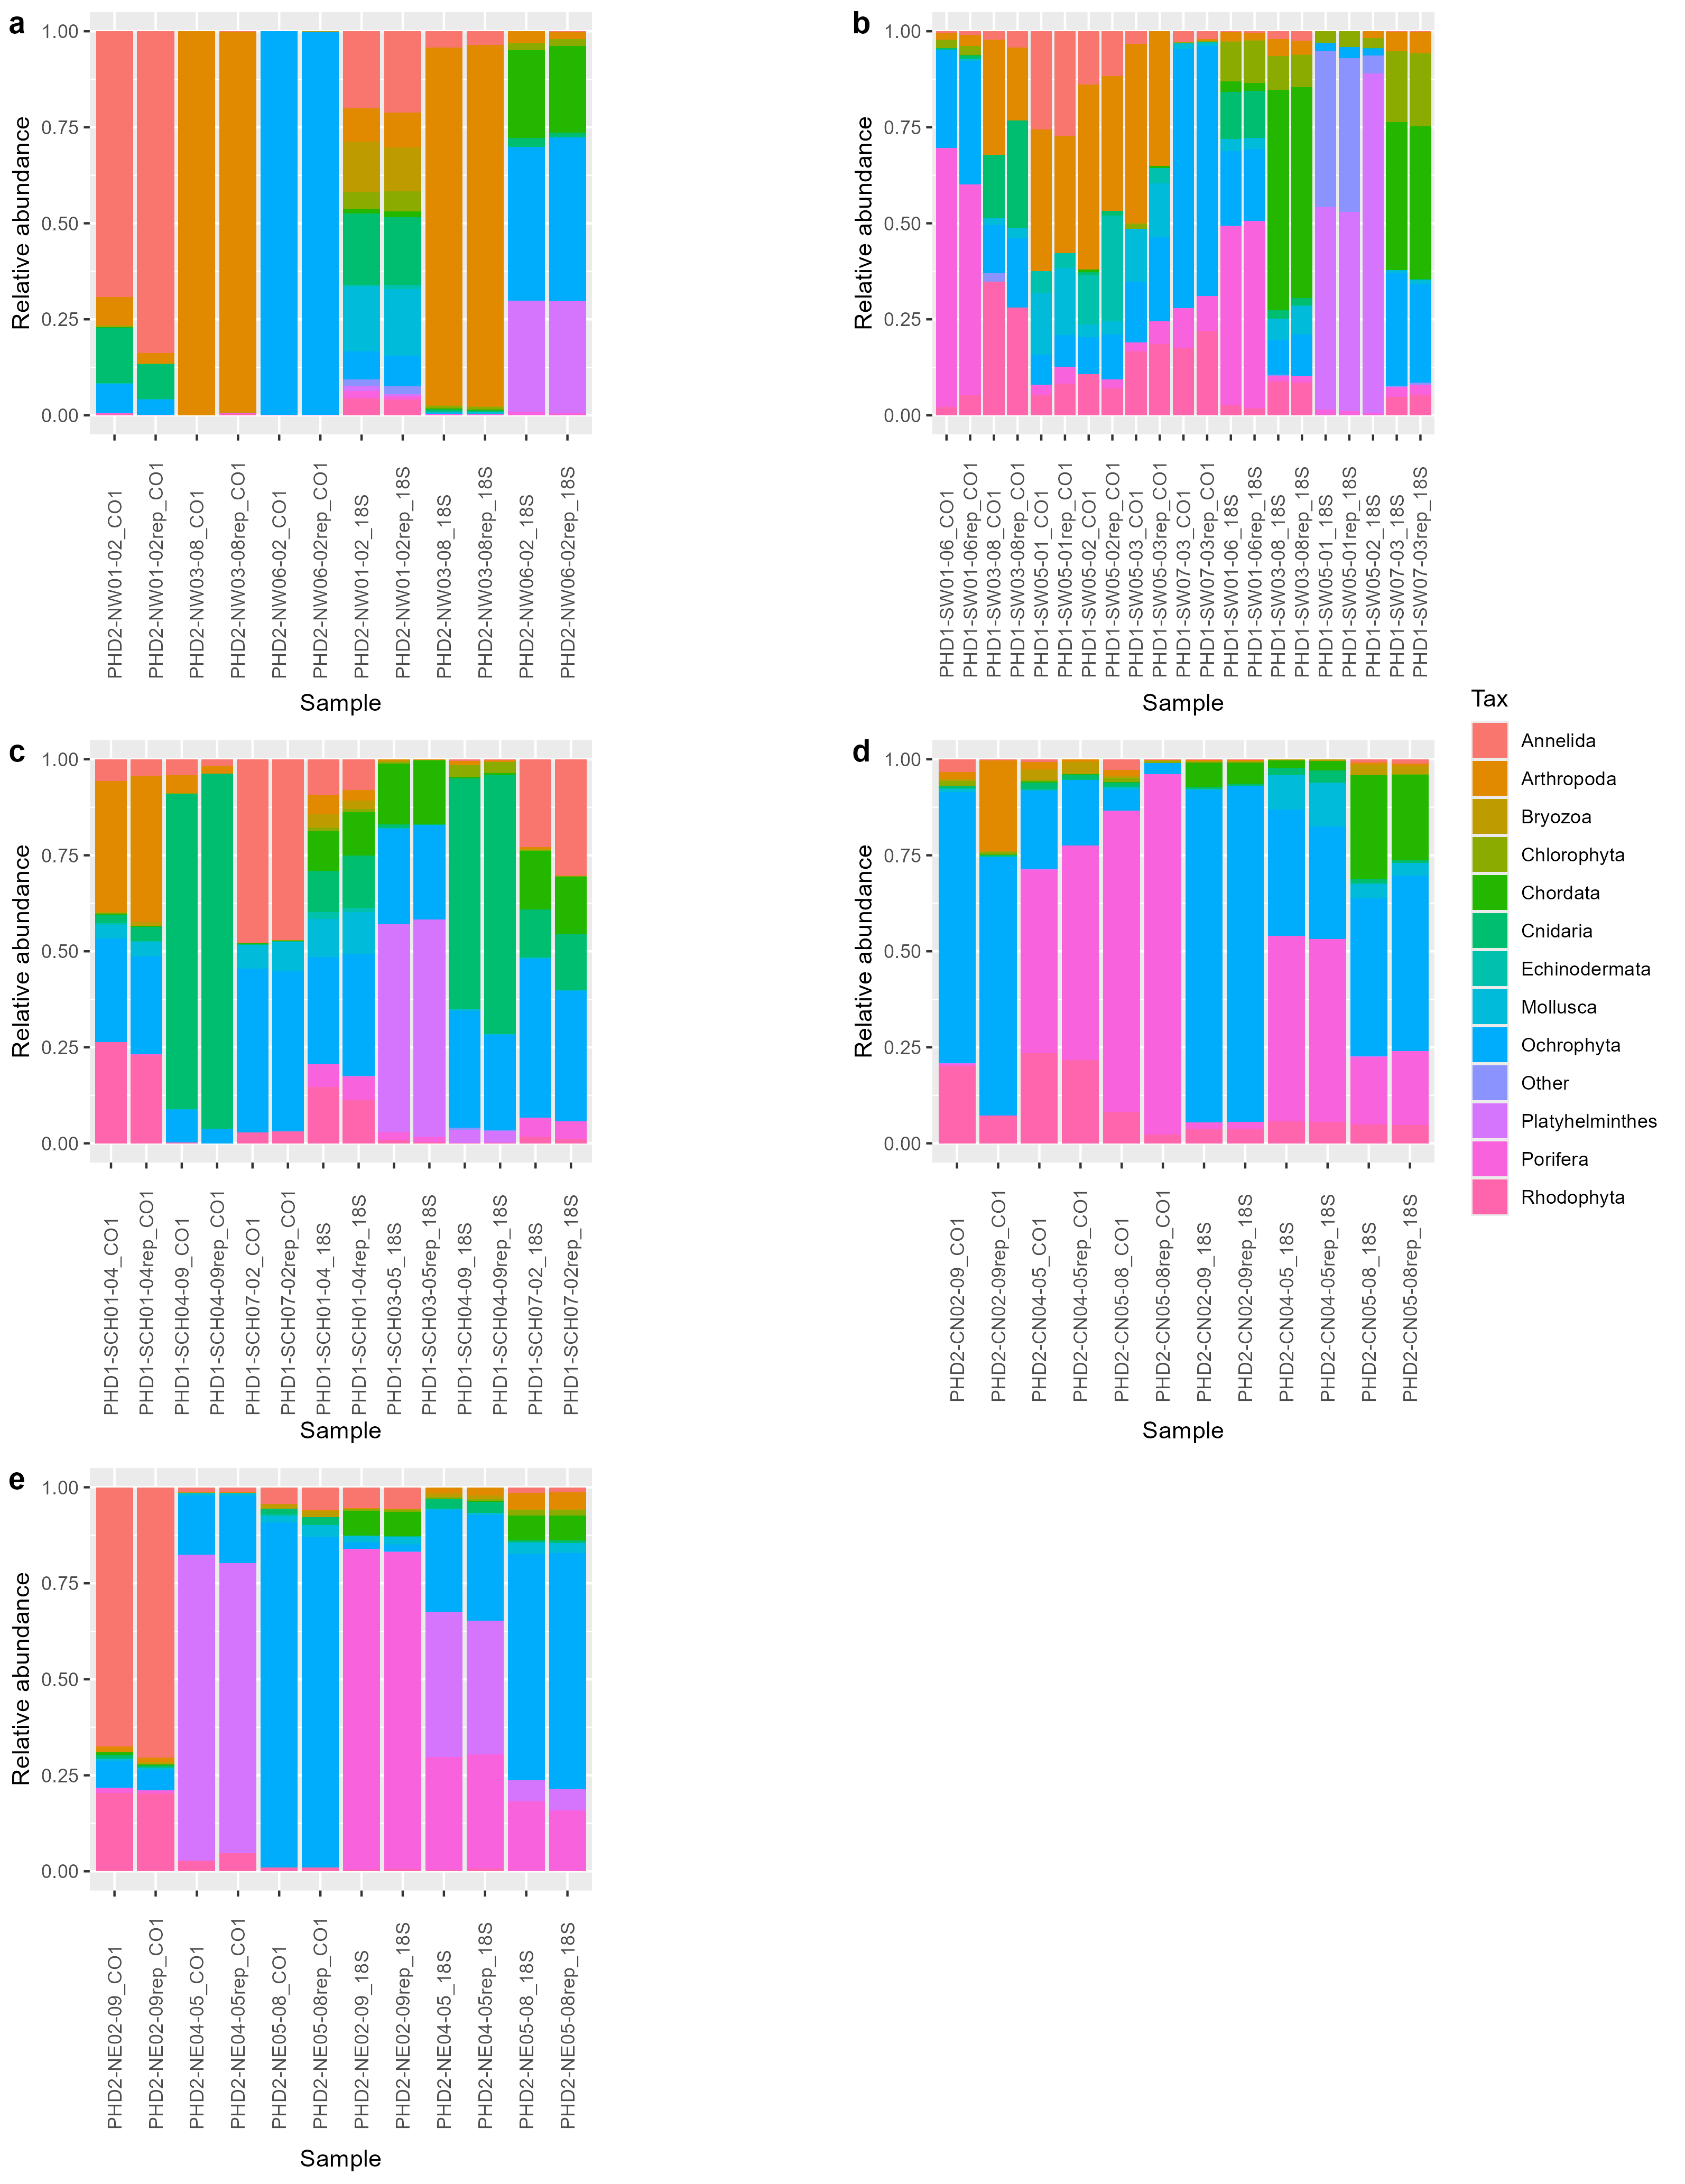 a
1.00
0.75
0.50
0.25
0.00
Relative abundance
PHD2-NW01-02_CO1
PHD2-NW01-02rep_CO1
PHD2-NW03-08_CO1
PHD2-NW03-08rep_CO1
PHD2-NW06-02_CO1
PHD2-NW06-02rep_CO1
PHD2-NW01-02_18S
PHD2-NW01-02rep_18S
PHD2-NW03-08_18S
PHD2-NW03-08rep_18S
PHD2-NW06-02_18S
PHD2-NW06-02rep_18S
Sample
b
1.00
0.75
0.50
0.25
0.00
Relative abundance
PHD1-SW01-06_CO1
PHD1-SW01-06rep_CO1
PHD1-SW03-08_CO1
PHD1-SW03-08rep_CO1
PHD1-SW05-01_CO1
PHD1-SW05-01rep_CO1
PHD1-SW05-02_CO1
PHD1-SW05-02rep_CO1
PHD1-SW05-03_CO1
PHD1-SW05-03rep_CO1
PHD1-SW07-03_CO1
PHD1-SW07-03rep_CO1
PHD1-SW01-06_18S
PHD1-SW01-06rep_18S
PHD1-SW03-08_18S
PHD1-SW03-08rep_18S
PHD1-SW05-01_18S
PHD1-SW05-01rep_18S
PHD1-SW05-02_18S
PHD1-SW07-03_18S
PHD1-SW07-03rep_18S
Sample
c
1.00
0.75
0.50
0.25
0.00
Relative abundance
PHD1-SCH01-04_CO1
PHD1-SCH01-04rep_CO1
PHD1-SCH04-09_CO1
PHD1-SCH04-09rep_CO1
PHD1-SCH07-02_CO1
PHD1-SCH07-02rep_CO1
PHD1-SCH01-04_18S
PHD1-SCH01-04rep_18S
PHD1-SCH03-05_18S
PHD1-SCH03-05rep_18S
PHD1-SCH04-09_18S
PHD1-SCH04-09rep_18S
PHD1-SCH07-02_18S
PHD1-SCH07-02rep_18S
Sample
d
1.00
0.75
0.50
0.25
0.00
Relative abundance
PHD2-CN02-09_CO1
PHD2-CN02-09rep_CO1
PHD2-CN04-05_CO1
PHD2-CN04-05rep_CO1
PHD2-CN05-08_CO1
PHD2-CN05-08rep_CO1
PHD2-CN02-09_18S
PHD2-CN02-09rep_18S
PHD2-CN04-05_18S
PHD2-CN04-05rep_18S
PHD2-CN05-08_18S
PHD2-CN05-08rep_18S
Sample
Tax
Annelida
Arthropoda
Bryozoa
Chlorophyta
Chordata
Cnidaria
Echinodermata
Mollusca
Ochrophyta
Other
Platyhelminthes
Porifera
Rhodophyta
e
1.00
0.75
0.50
0.25
0.00
Relative abundance
PHD2-NE02-09_CO1
PHD2-NE02-09rep_CO1
PHD2-NE04-05_CO1
PHD2-NE04-05rep_CO1
PHD2-NE05-08_CO1
PHD2-NE05-08rep_CO1
PHD2-NE02-09_18S
PHD2-NE02-09rep_18S
PHD2-NE04-05_18S
PHD2-NE04-05rep_18S
PHD2-NE05-08_18S
PHD2-NE05-08rep_18S
Sample